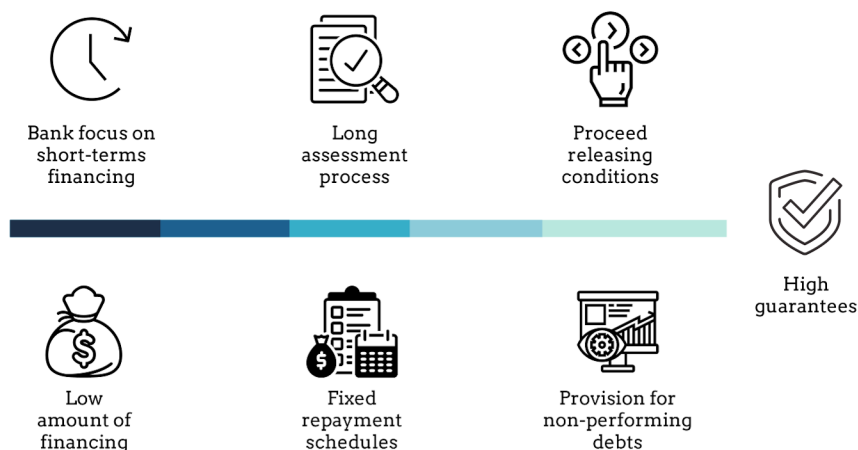 Bank focus on
short-terms
financing
Long
assessment
process
Proceed
releasing
conditions
High
guarantees
$
Low
amount of
financing
$
Fixed
repayment
schedules
Provision for
non-performing
debts